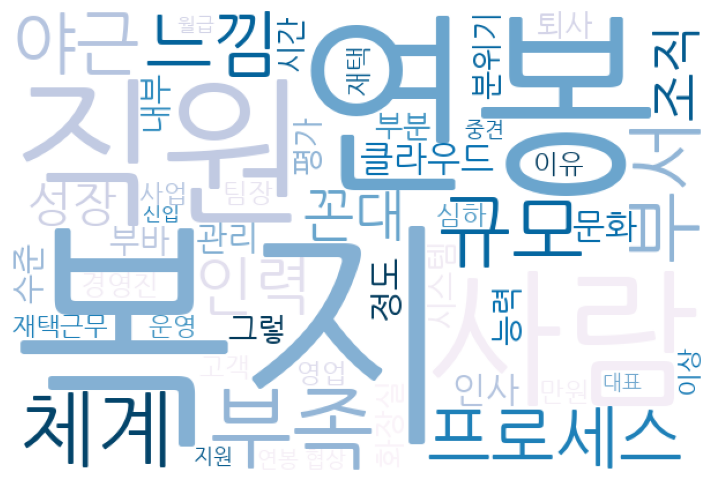 월급
야근
느낌
시간
재택
연봉
분위기
퇴사
조직
직원
내부
평가
부분
중견
클라우드
이유
부서
성장
사업
팀장
신입
꼰대
심하
규모
문화
부바
관리
수준
경영진
인력
정도
시스템
능력
사람
복지
재택근무
운영
그렇
고객
영업
인사
만원
대표
이상
체계
부족
화장실
프로세스
지원
연봉 협상